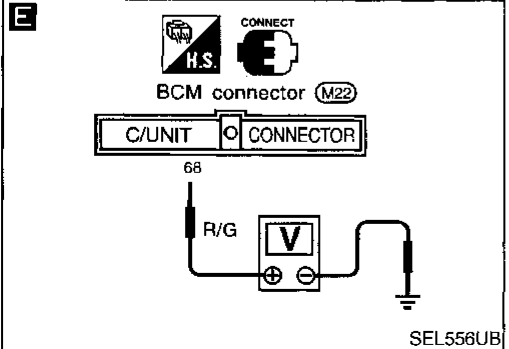 E
CONNECT
H.S.
BCM connector (M22)
C/UNIT CONNECTOR
68
R/G
V
⊕ ⊖
SEL556UB